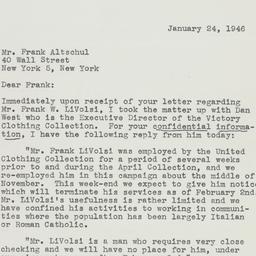 January 24, 1946
Mr. Frank Altschul
40 Wall Street
New York 5, New York
Dear Frank:
Immediately upon receipt of your letter regarding
Mr. Frank W. LiVolsi, I took the matter up with Dan
West who is the Executive Director of the Victory
Clothing Collection. For your confidential informa-
tion, I have the following reply from him today:
"Mr. Frank LiVolsi was employed by the United
Clothing Collection for a period of several weeks
prior to and during the April Collection, and we
re-employed him in this campaign about the middle of
November. This week-end we expect to give him notice
which will terminate his services as of February 2nd
Mr. LiVolsi's usefulness is rather limited and we
have confined his activities to working in communi-
ties where the population has been largely Italian
or Roman Catholic.
"Mr. LiVolsi is a man who requires very close
checking and we will have no place for him, under